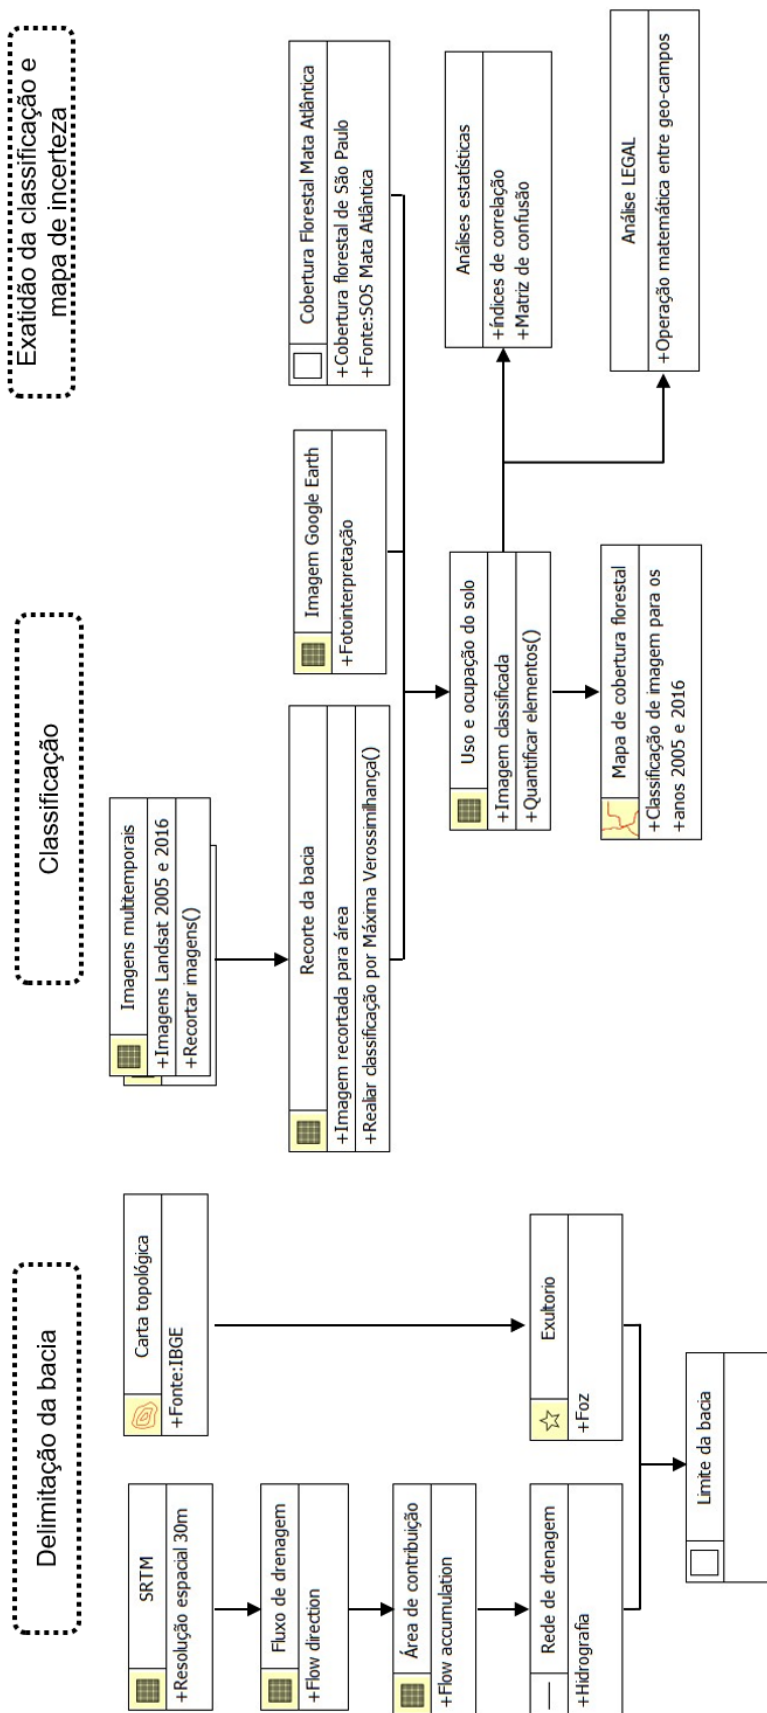 Delimitação da bacia
SRTM
+Resolução espacial 30m
Fluxo de drenagem
+Flow direction
Área de contribuição
+Flow accumulation
Rede de drenagem
+Hidrografia
Carta topológica
+Fonte:IBGE
Exultorio
+Foz
Limite da bacia
Classificação
Imagens multitemporais
+Imagens Landsat 2005 e 2016
+Recortar imagens()
Recorte da bacia
+Imagem recortada para área
+Realiar classificação por Máxima Verossimilhança()
Imagem Google Earth
+Fotointerpretação
Uso e ocupação do solo
+Imagem classificada
+Quantificar elementos()
Mapa de cobertura florestal
+Classificação de imagem para os
+anos 2005 e 2016
Exatidão da classificação e
mapa de incerteza
Cobertura Florestal Mata Atlântica
+Cobertura florestal de São Paulo
+Fonte:SOS Mata Atlântica
Análises estatísticas
+índices de correlação
+Matriz de confusão
Análise LEGAL
+Operação matemática entre geo-campos